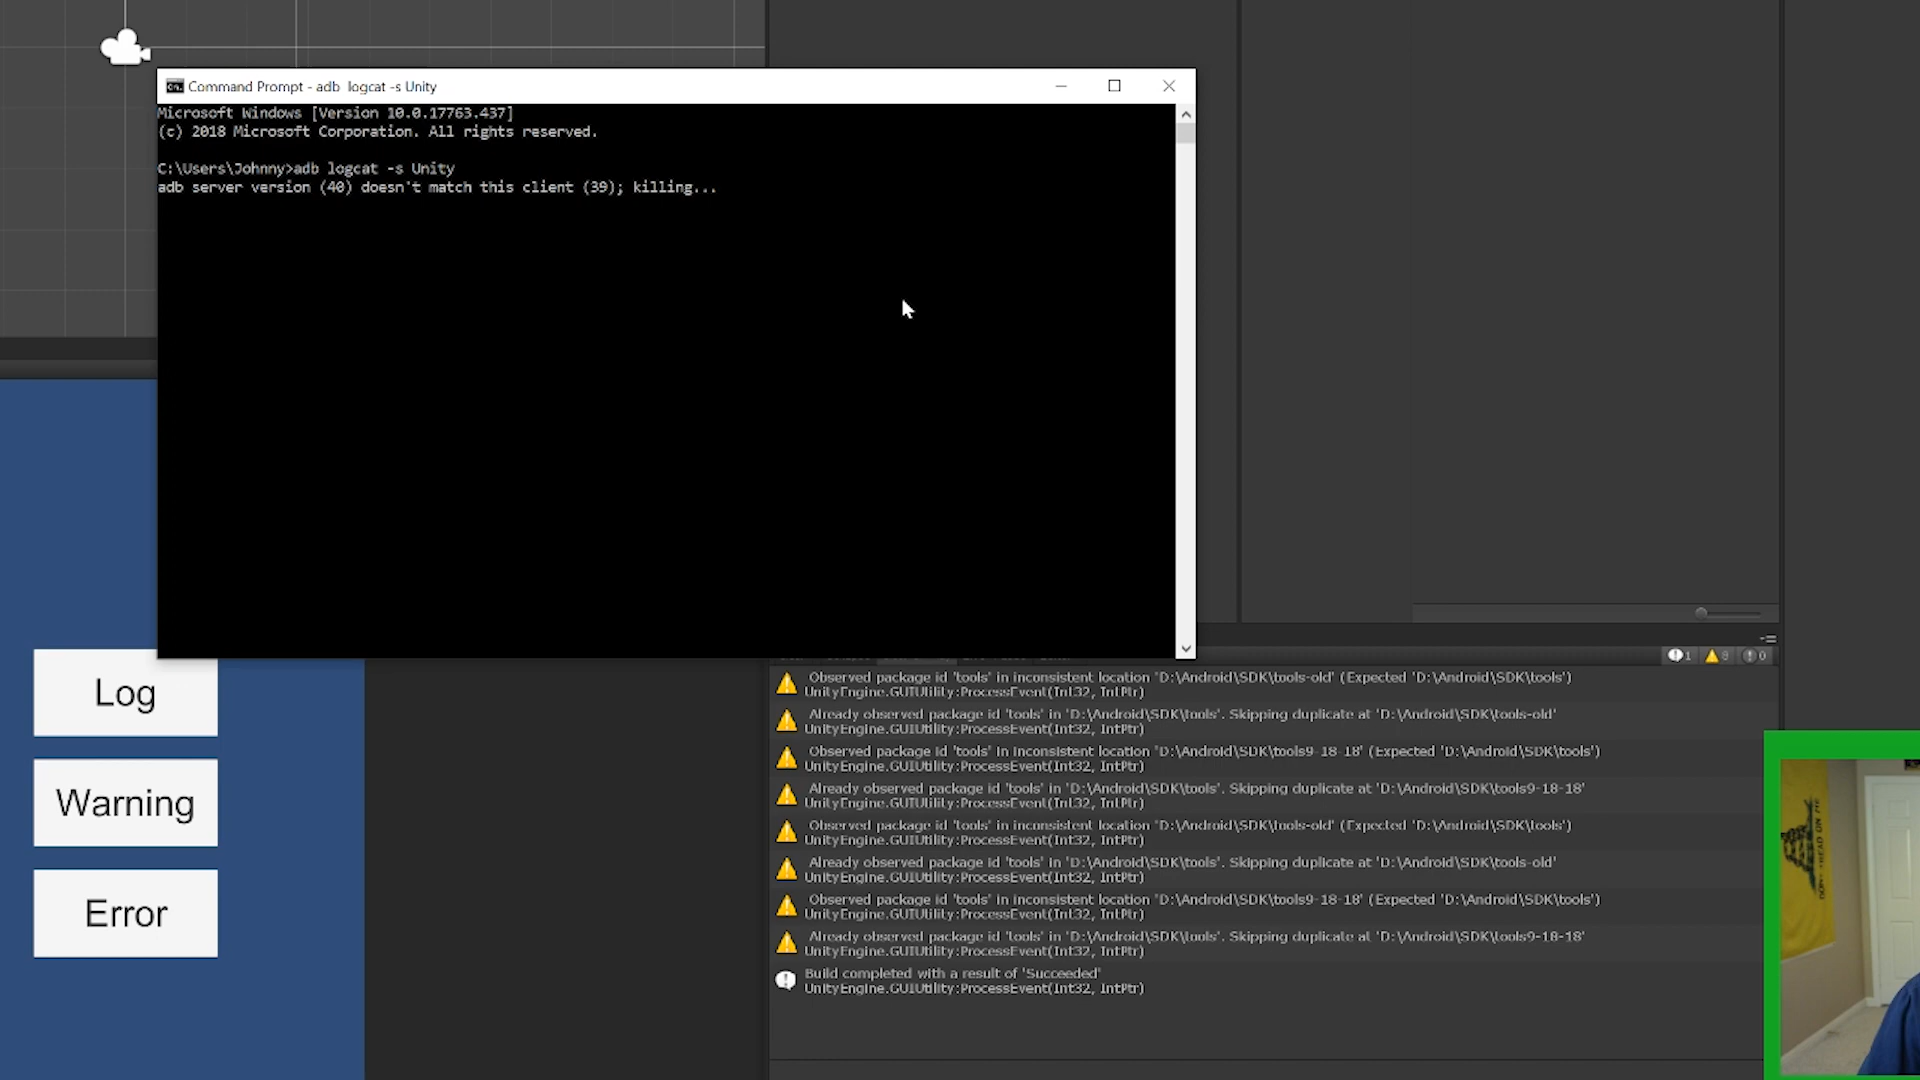 Command Prompt - adb  logcat -s Unity
Microsoft Windows [Version 10.0.17763.437]
(c) 2018 Microsoft Corporation. All rights reserved.
C:\Users\Johnny>adb logcat -s Unity
adb server version (40) doesn't match this client (39); killing...
Log
Warning
Error
1
8
0
Observed package id 'tools' in inconsistent location 'D:\Android\SDK\tools-old' (Expected 'D:\Android\SDK\tools')
UnityEngine.GUIUtility:ProcessEvent(Int32, IntPtr)
Already observed package id 'tools' in 'D:\Android\SDK\tools'. Skipping duplicate at 'D:\Android\SDK\tools-old'
UnityEngine.GUIUtility:ProcessEvent(Int32, IntPtr)
Observed package id 'tools' in inconsistent location 'D:\Android\SDK\tools9-18-18' (Expected 'D:\Android\SDK\tools')
UnityEngine.GUIUtility:ProcessEvent(Int32, IntPtr)
Already observed package id 'tools' in 'D:\Android\SDK\tools'. Skipping duplicate at 'D:\Android\SDK\tools9-18-18'
UnityEngine.GUIUtility:ProcessEvent(Int32, IntPtr)
Observed package id 'tools' in inconsistent location 'D:\Android\SDK\tools-old' (Expected 'D:\Android\SDK\tools')
UnityEngine.GUIUtility:ProcessEvent(Int32, IntPtr)
Already observed package id 'tools' in 'D:\Android\SDK\tools'. Skipping duplicate at 'D:\Android\SDK\tools-old'
UnityEngine.GUIUtility:ProcessEvent(Int32, IntPtr)
Observed package id 'tools' in inconsistent location 'D:\Android\SDK\tools9-18-18' (Expected 'D:\Android\SDK\tools')
UnityEngine.GUIUtility:ProcessEvent(Int32, IntPtr)
Already observed package id 'tools' in 'D:\Android\SDK\tools'. Skipping duplicate at 'D:\Android\SDK\tools9-18-18'
UnityEngine.GUIUtility:ProcessEvent(Int32, IntPtr)
Build completed with a result of 'Succeeded'
UnityEngine.GUIUtility:ProcessEvent(Int32, IntPtr)